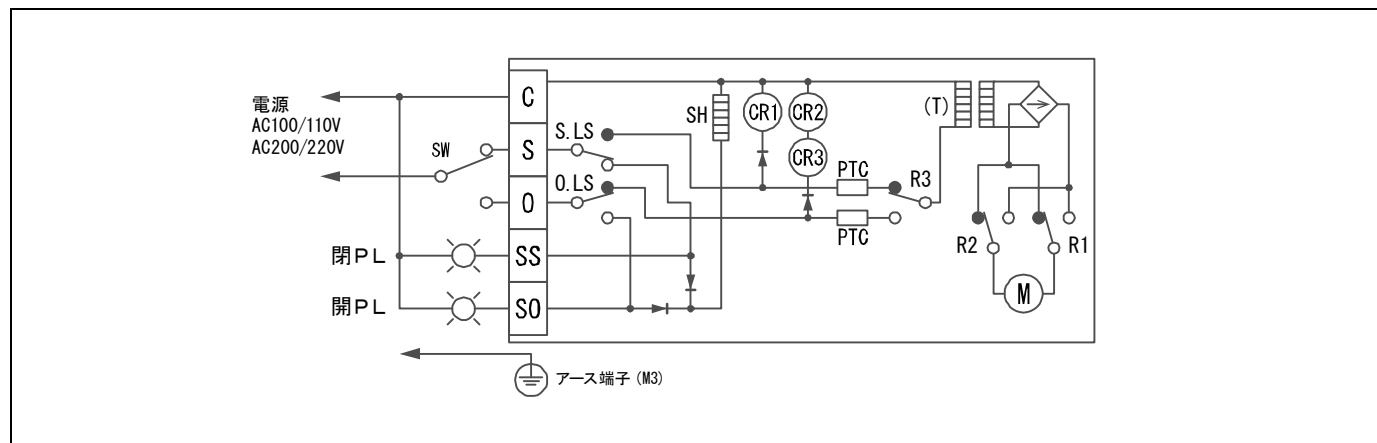 電源
AC100/110V
AC200/220V
SW
C
S
O
SS
SO
S.LS
O.LS
閉PL
開PL
SH
CR1
CR2
CR3
PTC
PTC
R3
(T)
R2
R1
M
アース端子 (M3)